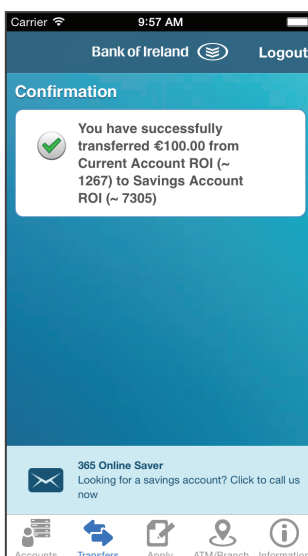 Carrier 9:57 AM
Bank of Ireland Logout
Confirmation
You have successfully
transferred €100.00 from
Current Account ROI (~
1267) to Savings Account
ROI (~ 7305)
365 Online Saver
Looking for a savings account? Click to call us
now
Accounts Transfers Apply ATM/Branch Information